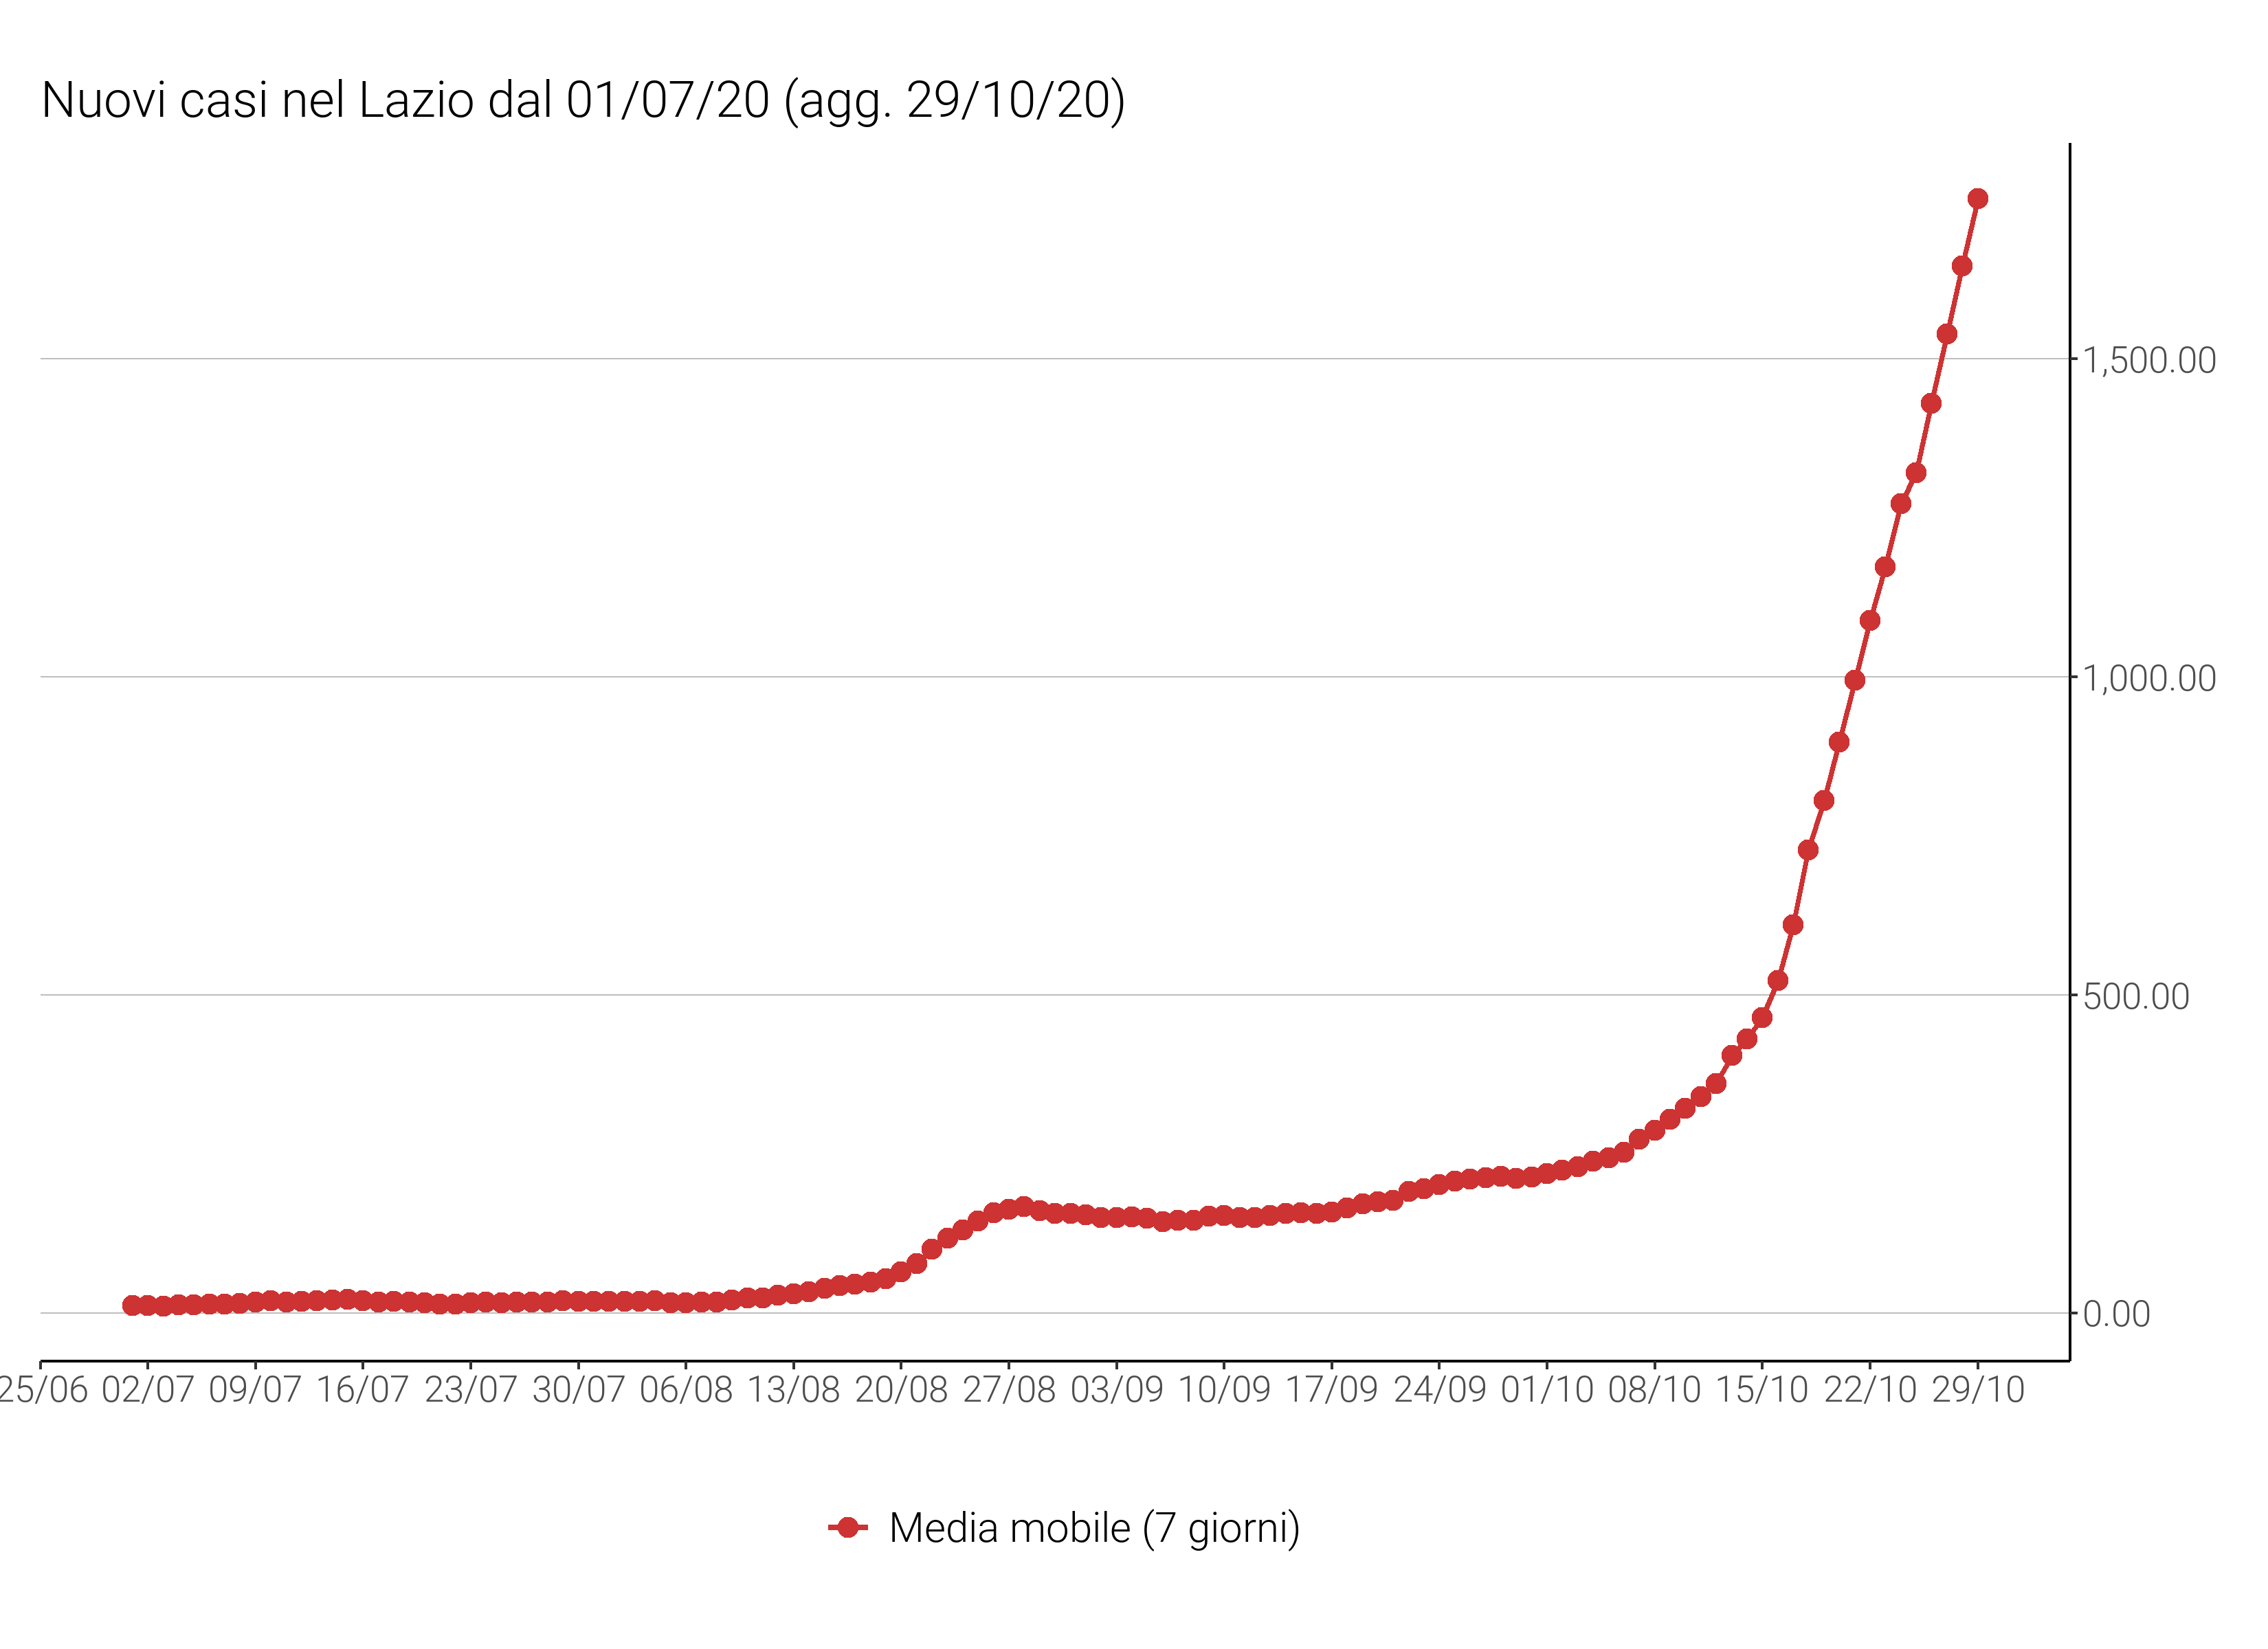 Nuovi casi nel Lazio dal 01/07/20 (agg. 29/10/20)
1,500.00
1,000.00
500.00
0.00
25/06 02/07 09/07 16/07 23/07 30/07 06/08 13/08 20/08 27/08 03/09 10/09 17/09 24/09 01/10 08/10 15/10 22/10 29/10
Media mobile (7 giorni)